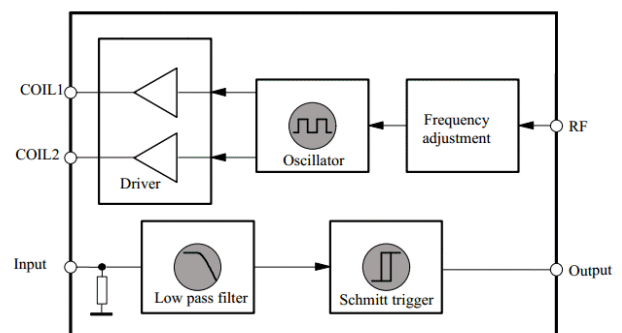 COIL1
COIL2
Driver
Oscillator
Frequency
adjustment
RF
Input
Low pass filter
Schmitt trigger
Output